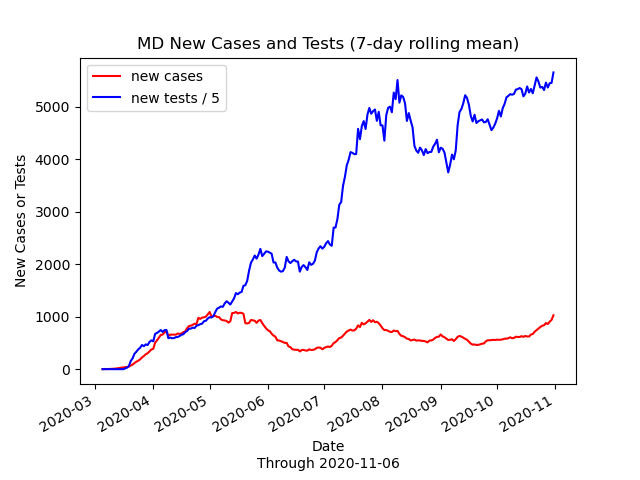 MD New Cases and Tests (7-day rolling mean)
new cases
new tests / 5
New Cases or Tests
5000
4000
3000
2000
1000
0
2020-03
2020-04
2020-05
2020-06
2020-07
2020-08
2020-09
2020-10
2020-11
Date
Through 2020-11-06